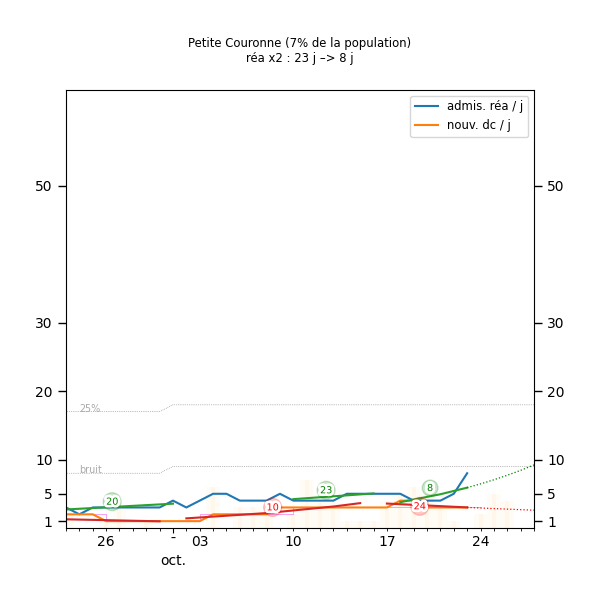 Petite Couronne (7% de la population)
réa x2 : 23 j –> 8 j
admis. réa / j
nouv. dc / j
50 50
30 30
20 20
25%
10 10
bruit
5 5
1 1
20 10 23 8 24
26 - 03 10 17 24
oct.